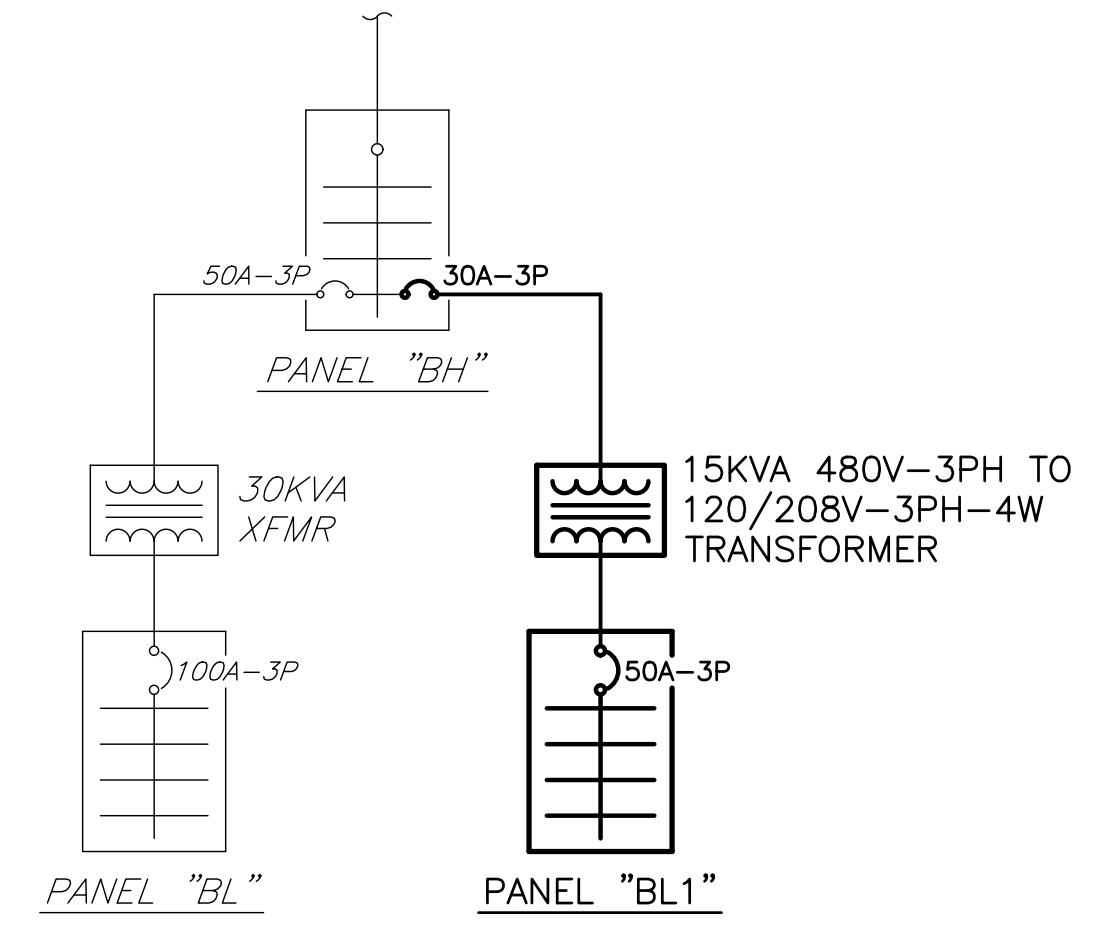 50A-3P
30A-3P
PANEL "BH"
30KVA
XFMR
15KVA 480V-3PH TO
120/208V-3PH-4W
TRANSFORMER
100A-3P
50A-3P
PANEL "BL"
PANEL "BL1"